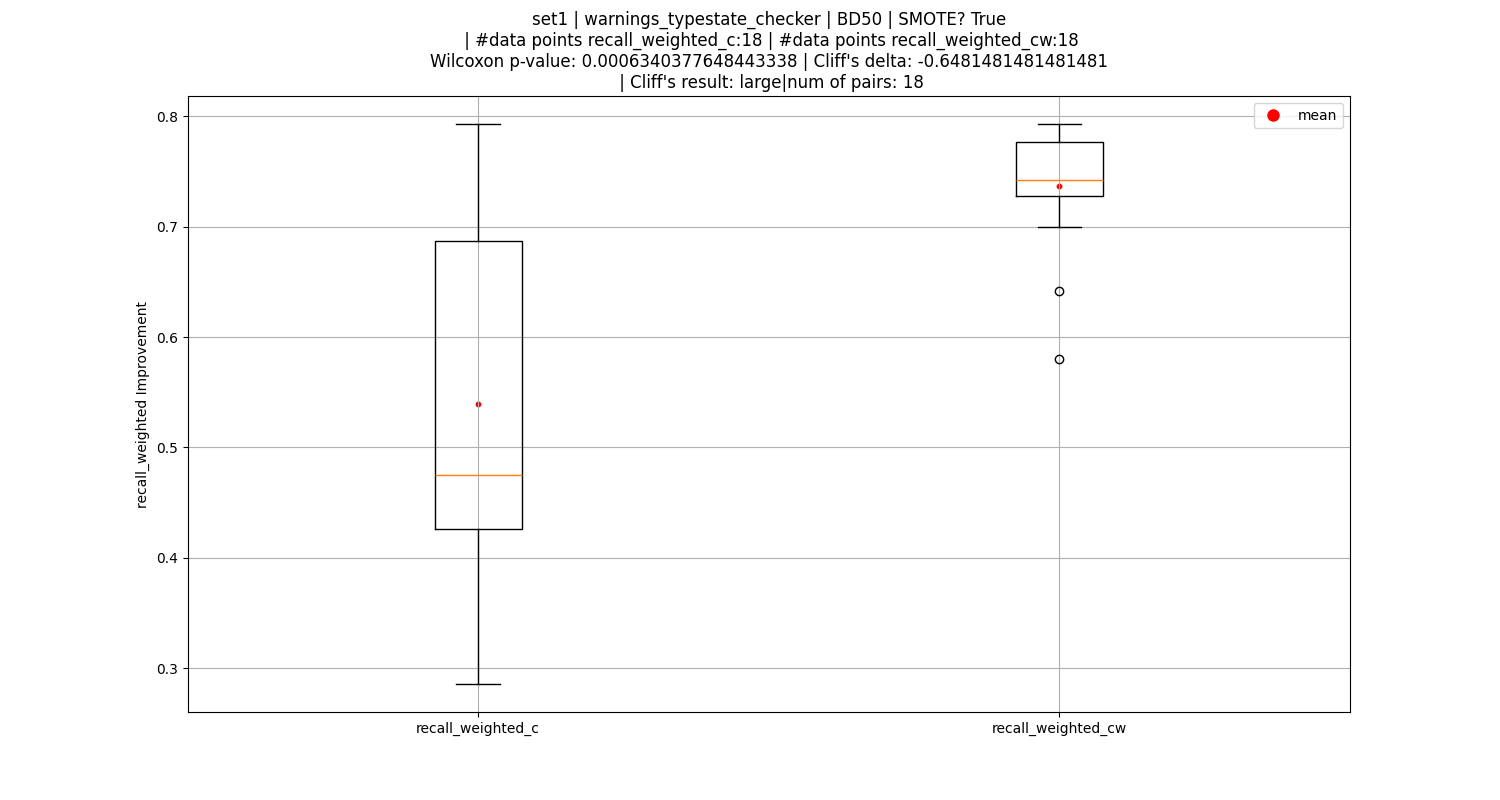 set1 | warnings_typestate_checker | BD50 | SMOTE? True
| #data points recall_weighted_c:18 | #data points recall_weighted_cw:18
Wilcoxon p-value: 0.0006340377648443338 | Cliff's delta: -0.6481481481481481
| Cliff's result: large|num of pairs: 18
mean
0.8
0.7
0.6
0.5
0.4
0.3
recall_weighted Improvement
recall_weighted_c
recall_weighted_cw